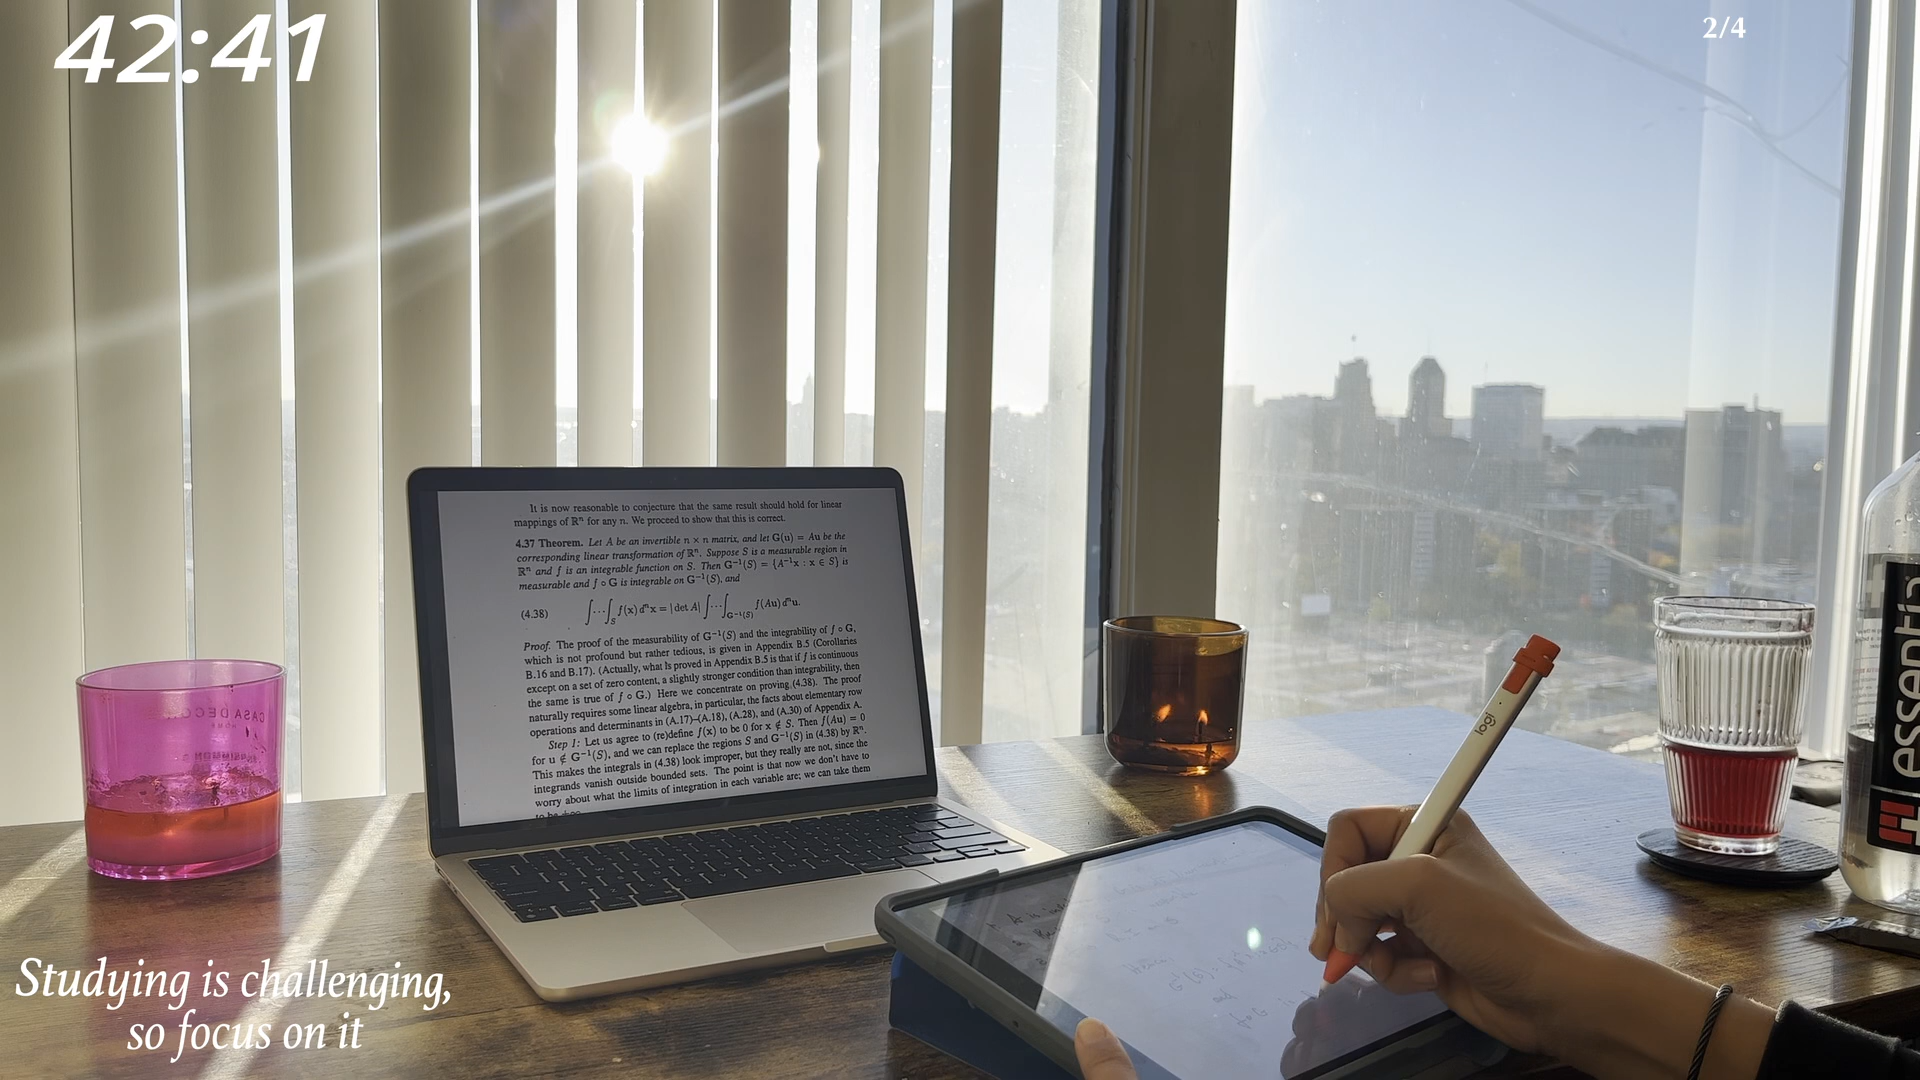 42:41
2/4
It is now reasonable to conjecture that the same result should hold for linear
mappings of ℝⁿ for any n. We proceed to show that this is correct.
4.37 Theorem. Let A be an invertible n × n matrix, and let G(u) = Au be the
corresponding linear transformation of ℝⁿ. Suppose S is a measurable region in
ℝⁿ and f is an integrable function on S. Then G⁻¹(S) = {A⁻¹x : x ∈ S} is
measurable and f ∘ G is integrable on G⁻¹(S), and
(4.38) ∫⋯∫_S f(x) dⁿx = |det A| ∫⋯∫_{G⁻¹(S)} f(Au) dⁿu.
Proof. The proof of the measurability of G⁻¹(S) and the integrability of f ∘ G,
which is not profound but rather tedious, is given in Appendix B.5 (Corollaries
B.16 and B.17). (Actually, what is proved in Appendix B.5 is that if f is continuous
except on a set of zero content, a slightly stronger condition than integrability, then
the same is true of f ∘ G.) Here we concentrate on proving (4.38). The proof
naturally requires some linear algebra, in particular, the facts about elementary row
operations and determinants in (A.17)–(A.18), (A.28), and (A.30) of Appendix A.
Step 1: Let us agree to (re)define f(x) to be 0 for x ∉ S. Then f(Au) = 0
for u ∉ G⁻¹(S), and we can replace the regions S and G⁻¹(S) in (4.38) by ℝⁿ.
This makes the integrals in (4.38) look improper, but they really are not, since the
integrands vanish outside bounded sets. The point is that now we don't have to
worry about what the limits of integration in each variable are; we can take them
to be
essentia
CASA DECO
HOME
logi
Studying is challenging,
so focus on it